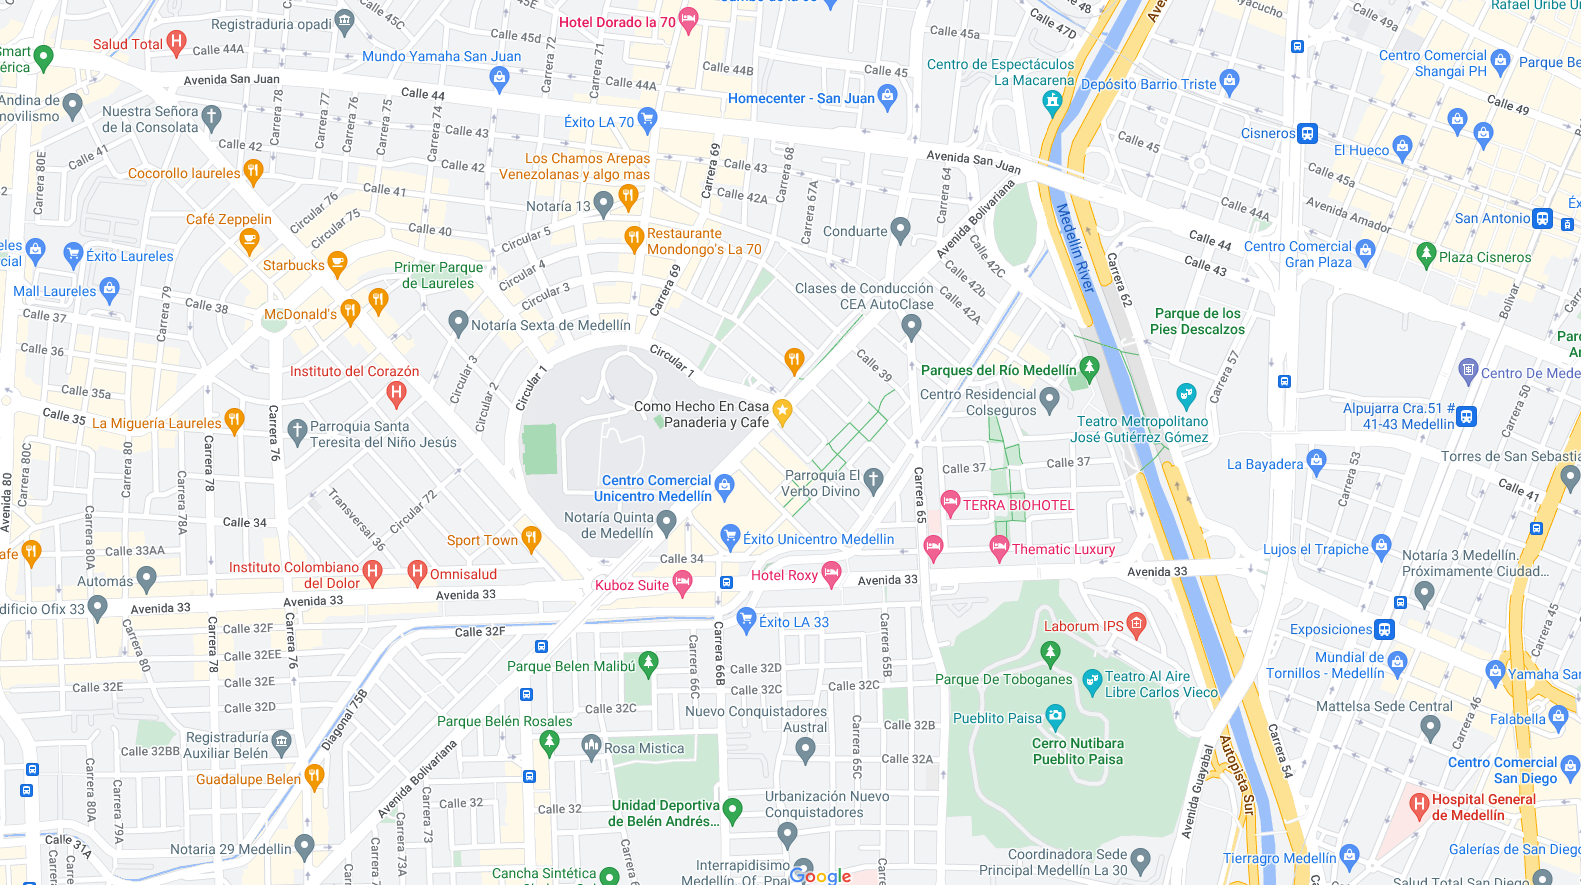 Registraduria opadi
Calle 45C
Hotel Dorado la 70
Calle 48
Calle 47D
Ayacucho
Rafael Uribe U
Calle 49a
Smart
érica
Salud Total
Calle 44A
Calle 45d
Mundo Yamaha San Juan
Carrera 72
Carrera 71
Calle 44B
Calle 45
Centro de Espectáculos
La Macarena
Depósito Barrio Triste
Centro Comercial
Shangai PH
Parque Be
Avenida San Juan
Calle 44
Calle 44A
Homecenter - San Juan
Calle 49
Andina de
movilismo
Nuestra Señora
de la Consolata
Carrera 78
Carrera 77
Carrera 76
Carrera 75
Carrera 74
Calle 43
Éxito LA 70
Cisneros
El Hueco
Calle 45
Calle 42
Calle 41
Carrera 80E
Cocorollo laureles
Calle 42
Los Chamos Arepas
Venezolanas y algo mas
Carrera 69
Calle 43
Carrera 68
Calle 42A
Carrera 67A
Avenida San Juan
Carrera 64
Calle 45a
Avenida Amador
Calle 44A
San Antonio
Éx
Café Zeppelin
Circular 76
Circular 75
Calle 41
Calle 40
Notaría 13
Circular 5
Restaurante
Mondongo's La 70
Conduarte
Avenida Bolivariana
Medellín River
Calle 44
Calle 43
Centro Comercial
Gran Plaza
Plaza Cisneros
ureles
cial
Éxito Laureles
Starbucks
Primer Parque
de Laureles
Circular 4
Circular 3
Carrera 69
Calle 42C
Calle 42b
Calle 42A
Carrera 62
Bolivar
Mall Laureles
Carrera 79
McDonald's
Notaría Sexta de Medellín
Clases de Conducción
CEA AutoClase
Parque de los
Pies Descalzos
Calle 37
Calle 36
Instituto del Corazón
Circular 3
Circular 2
Circular 1
Circular 1
Calle 39
Parques del Río Medellín
Carrera 57
Parq
Ar
Centro De Mede
Calle 35
La Miguería Laureles
Carrera 76
Parroquia Santa
Teresita del Niño Jesús
Como Hecho En Casa
Panaderia y Cafe
Centro Residencial
Colseguros
Teatro Metropolitano
José Gutiérrez Gómez
Alpujarra Cra.51 #
41-43 Medellin
Carrera 50
Avenida 80
Carrera 80C
Carrera 78
Centro Comercial
Unicentro Medellín
Parroquia El
Verbo Divino
Carrera 65
Calle 37
Calle 37
La Bayadera
Carrera 53
Torres de San Sebastia
Calle 41
Carrera 80A
Carrera 78A
Calle 34
Transversal 36
Circular 72
Notaría Quinta
de Medellín
TERRA BIOHOTEL
afe
Calle 33AA
Sport Town
Calle 34
Éxito Unicentro Medellin
Thematic Luxury
Lujos el Trapiche
Notaría 3 Medellín.
Próximamente Ciudad...
Automás
Instituto Colombiano
del Dolor
Omnisalud
Kuboz Suite
Hotel Roxy
Avenida 33
Avenida 33
dificio Ofix 33
Avenida 33
Avenida 33
Avenida 33
Calle 32F
Calle 32F
Éxito LA 33
Laborum IPS
Exposiciones
Carrera 45
Carrera 80
Carrera 78
Carrera 76
Calle 32EE
Calle 32E
Calle 32E
Calle 32D
Parque Belen Malibú
Carrera 66C
Carrera 66B
Calle 32D
Calle 32C
Calle 32C
Carrera 65B
Parque De Toboganes
Teatro Al Aire
Libre Carlos Vieco
Mundial de
Tornillos - Medellín
Yamaha Sar
Diagonal 75B
Parque Belén Rosales
Calle 32C
Nuevo Conquistadores
Austral
Calle 32B
Pueblito Paisa
Cerro Nutibara
Pueblito Paisa
Mattelsa Sede Central
Carrera 46
Falabella
Calle 32BB
Registraduría
Auxiliar Belén
Rosa Mistica
Carrera 65C
Calle 32A
Avenida Guayabal
Autopista Sur
Carrera 54
Centro Comercial
San Diego
Guadalupe Belen
Avenida Bolivariana
Carrera 80A
Carrera 79A
Calle 32
Calle 32
Unidad Deportiva
de Belén Andrés...
Urbanización Nuevo
Conquistadores
Hospital General
de Medellín
Calle 31A
Notaria 29 Medellin
Carrera 73
Carrera 73A
Cancha Sintética
Interrapidisimo
Medellín. Of. Ppal
Google
Coordinadora Sede
Principal Medellín La 30
Tierragro Medellín
Galerías de San Diego
Salud Total San Diego